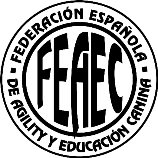 FEDERACIÓN ESPAÑOLA
FEAEC
DE AGILITY Y EDUCACIÓN CANINA